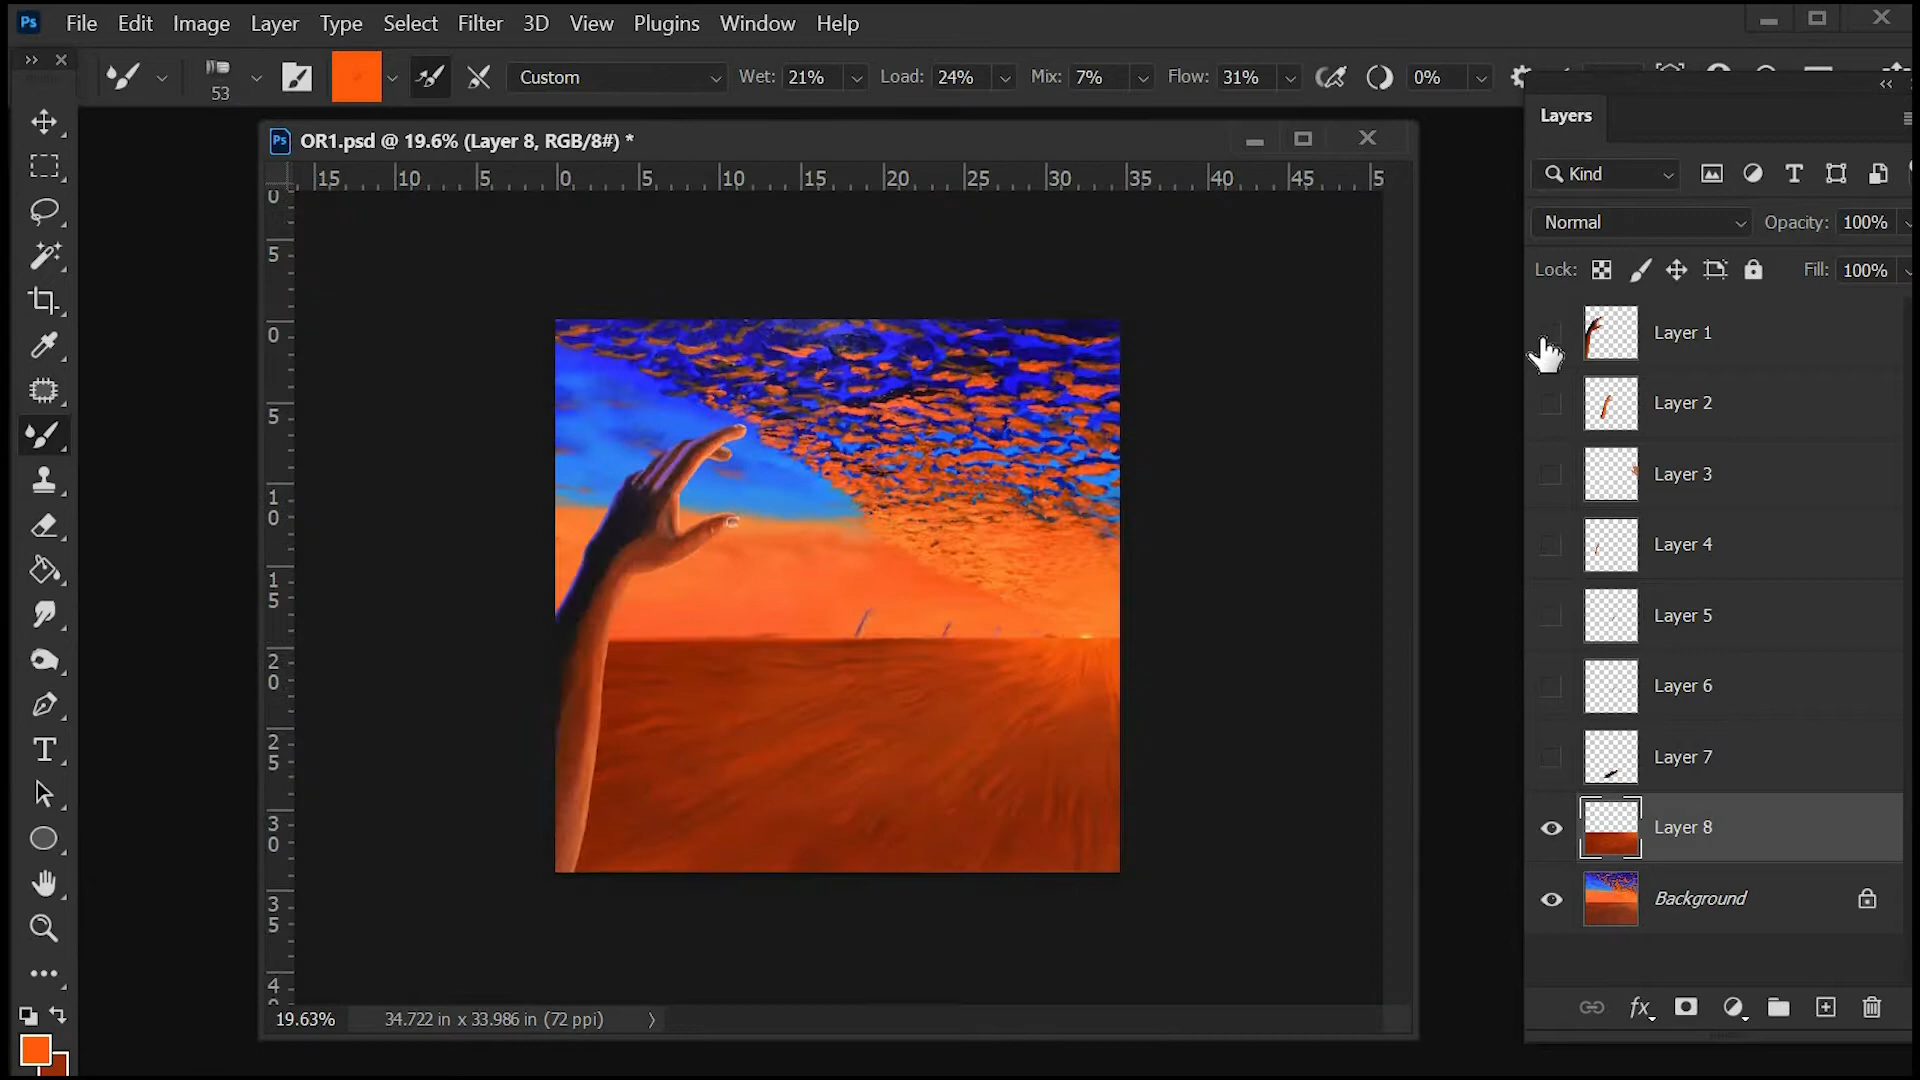 Ps File Edit Image Layer Type Select Filter 3D View Plugins Window Help
53 Custom Wet: 21% Load: 24% Mix: 7% Flow: 31% 0%
Ps OR1.psd @ 19.6% (Layer 8, RGB/8#) *
15 10 5 0 5 10 15 20 25 30 35 40 45 5
0
5
0
5
1 0
1 5
2 0
2 5
3 0
3 5
4 0
19.63% 34.722 in x 33.986 in (72 ppi)
Layers
Kind
Normal Opacity: 100%
Lock: Fill: 100%
Layer 1
Layer 2
Layer 3
Layer 4
Layer 5
Layer 6
Layer 7
Layer 8
Background
fx